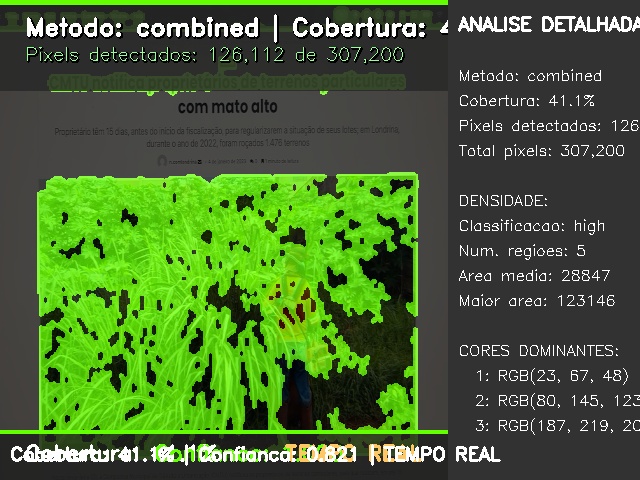 Metodo: combined | Cobertura: 4
Pixels detectados: 126,112 de 307,200
CMTU notifica proprietários de terrenos particulares
com mato alto
Proprietário têm 15 dias, antes do início da fiscalização, para regularizarem a situação de seus lotes; em Londrina,
durante o ano de 2022, foram roçados 1.476 terrenos
ANALISE DETALHADA
Metodo: combined
Cobertura: 41.1%
Pixels detectados: 126
Total pixels: 307,200
DENSIDADE:
Classificacao: high
Num. regioes: 5
Area media: 28847
Maior area: 123146
CORES DOMINANTES:
1: RGB(23, 67, 48)
2: RGB(80, 145, 123
3: RGB(187, 219, 20
Cobertura: 41.1% | Confianca: 0.821 | TEMPO REAL